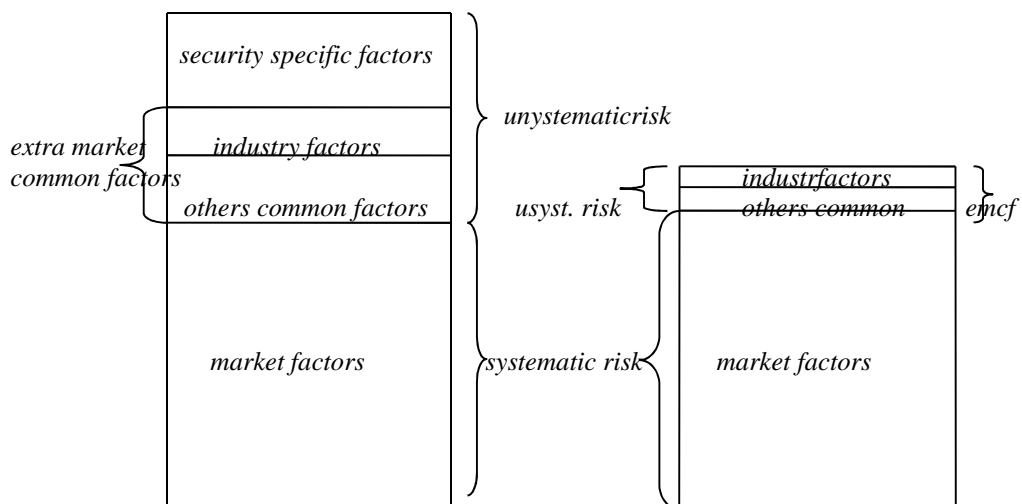 security specific factors
unystematicrisk
extra market
common factors
industry factors
others common factors
usyst. risk
industrfactors
others common
emcf
market factors
systematic risk
market factors